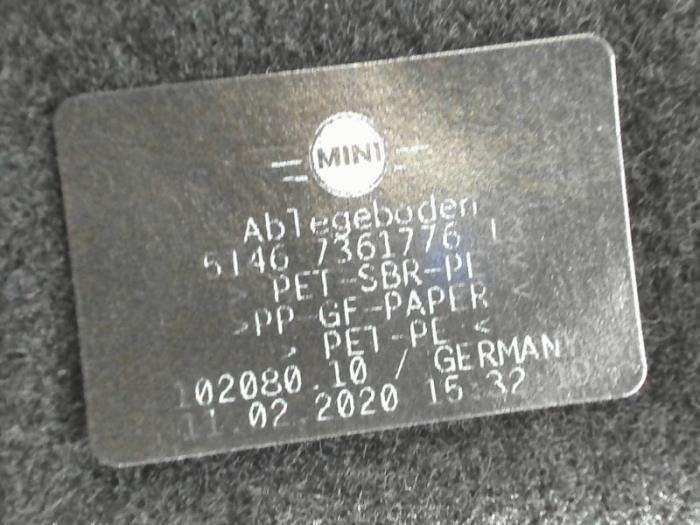 MINI
Ablegeboden
5146 7361776
> PET-SBR-PE <
>PP-GF-PAPER <
> PET-PE <
102080.10 / GERMANY
11.02.2020 15:32